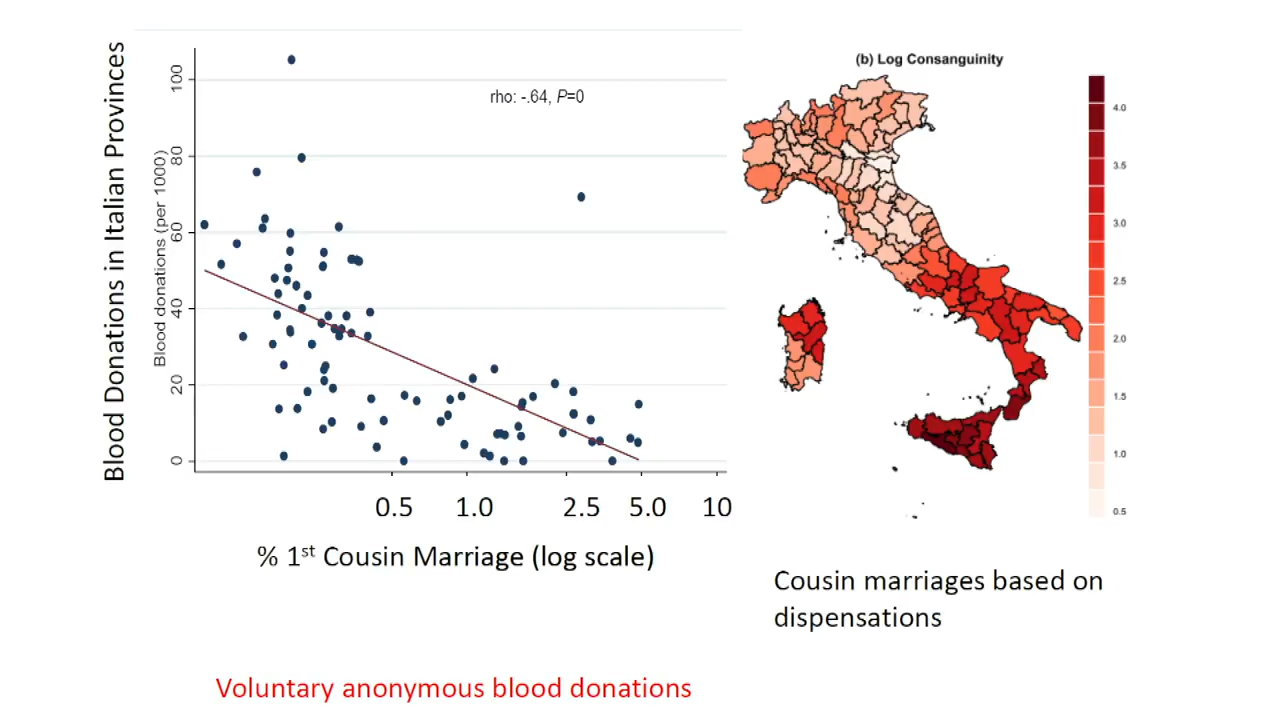 Blood Donations in Italian Provinces
Blood donations (per 1000)
100
80
60
40
20
0
rho: -.64, P=0
0.5 1.0 2.5 5.0 10
% 1st Cousin Marriage (log scale)
(b) Log Consanguinity
4.0
3.5
3.0
2.5
2.0
1.5
1.0
0.5
Cousin marriages based on
dispensations
Voluntary anonymous blood donations